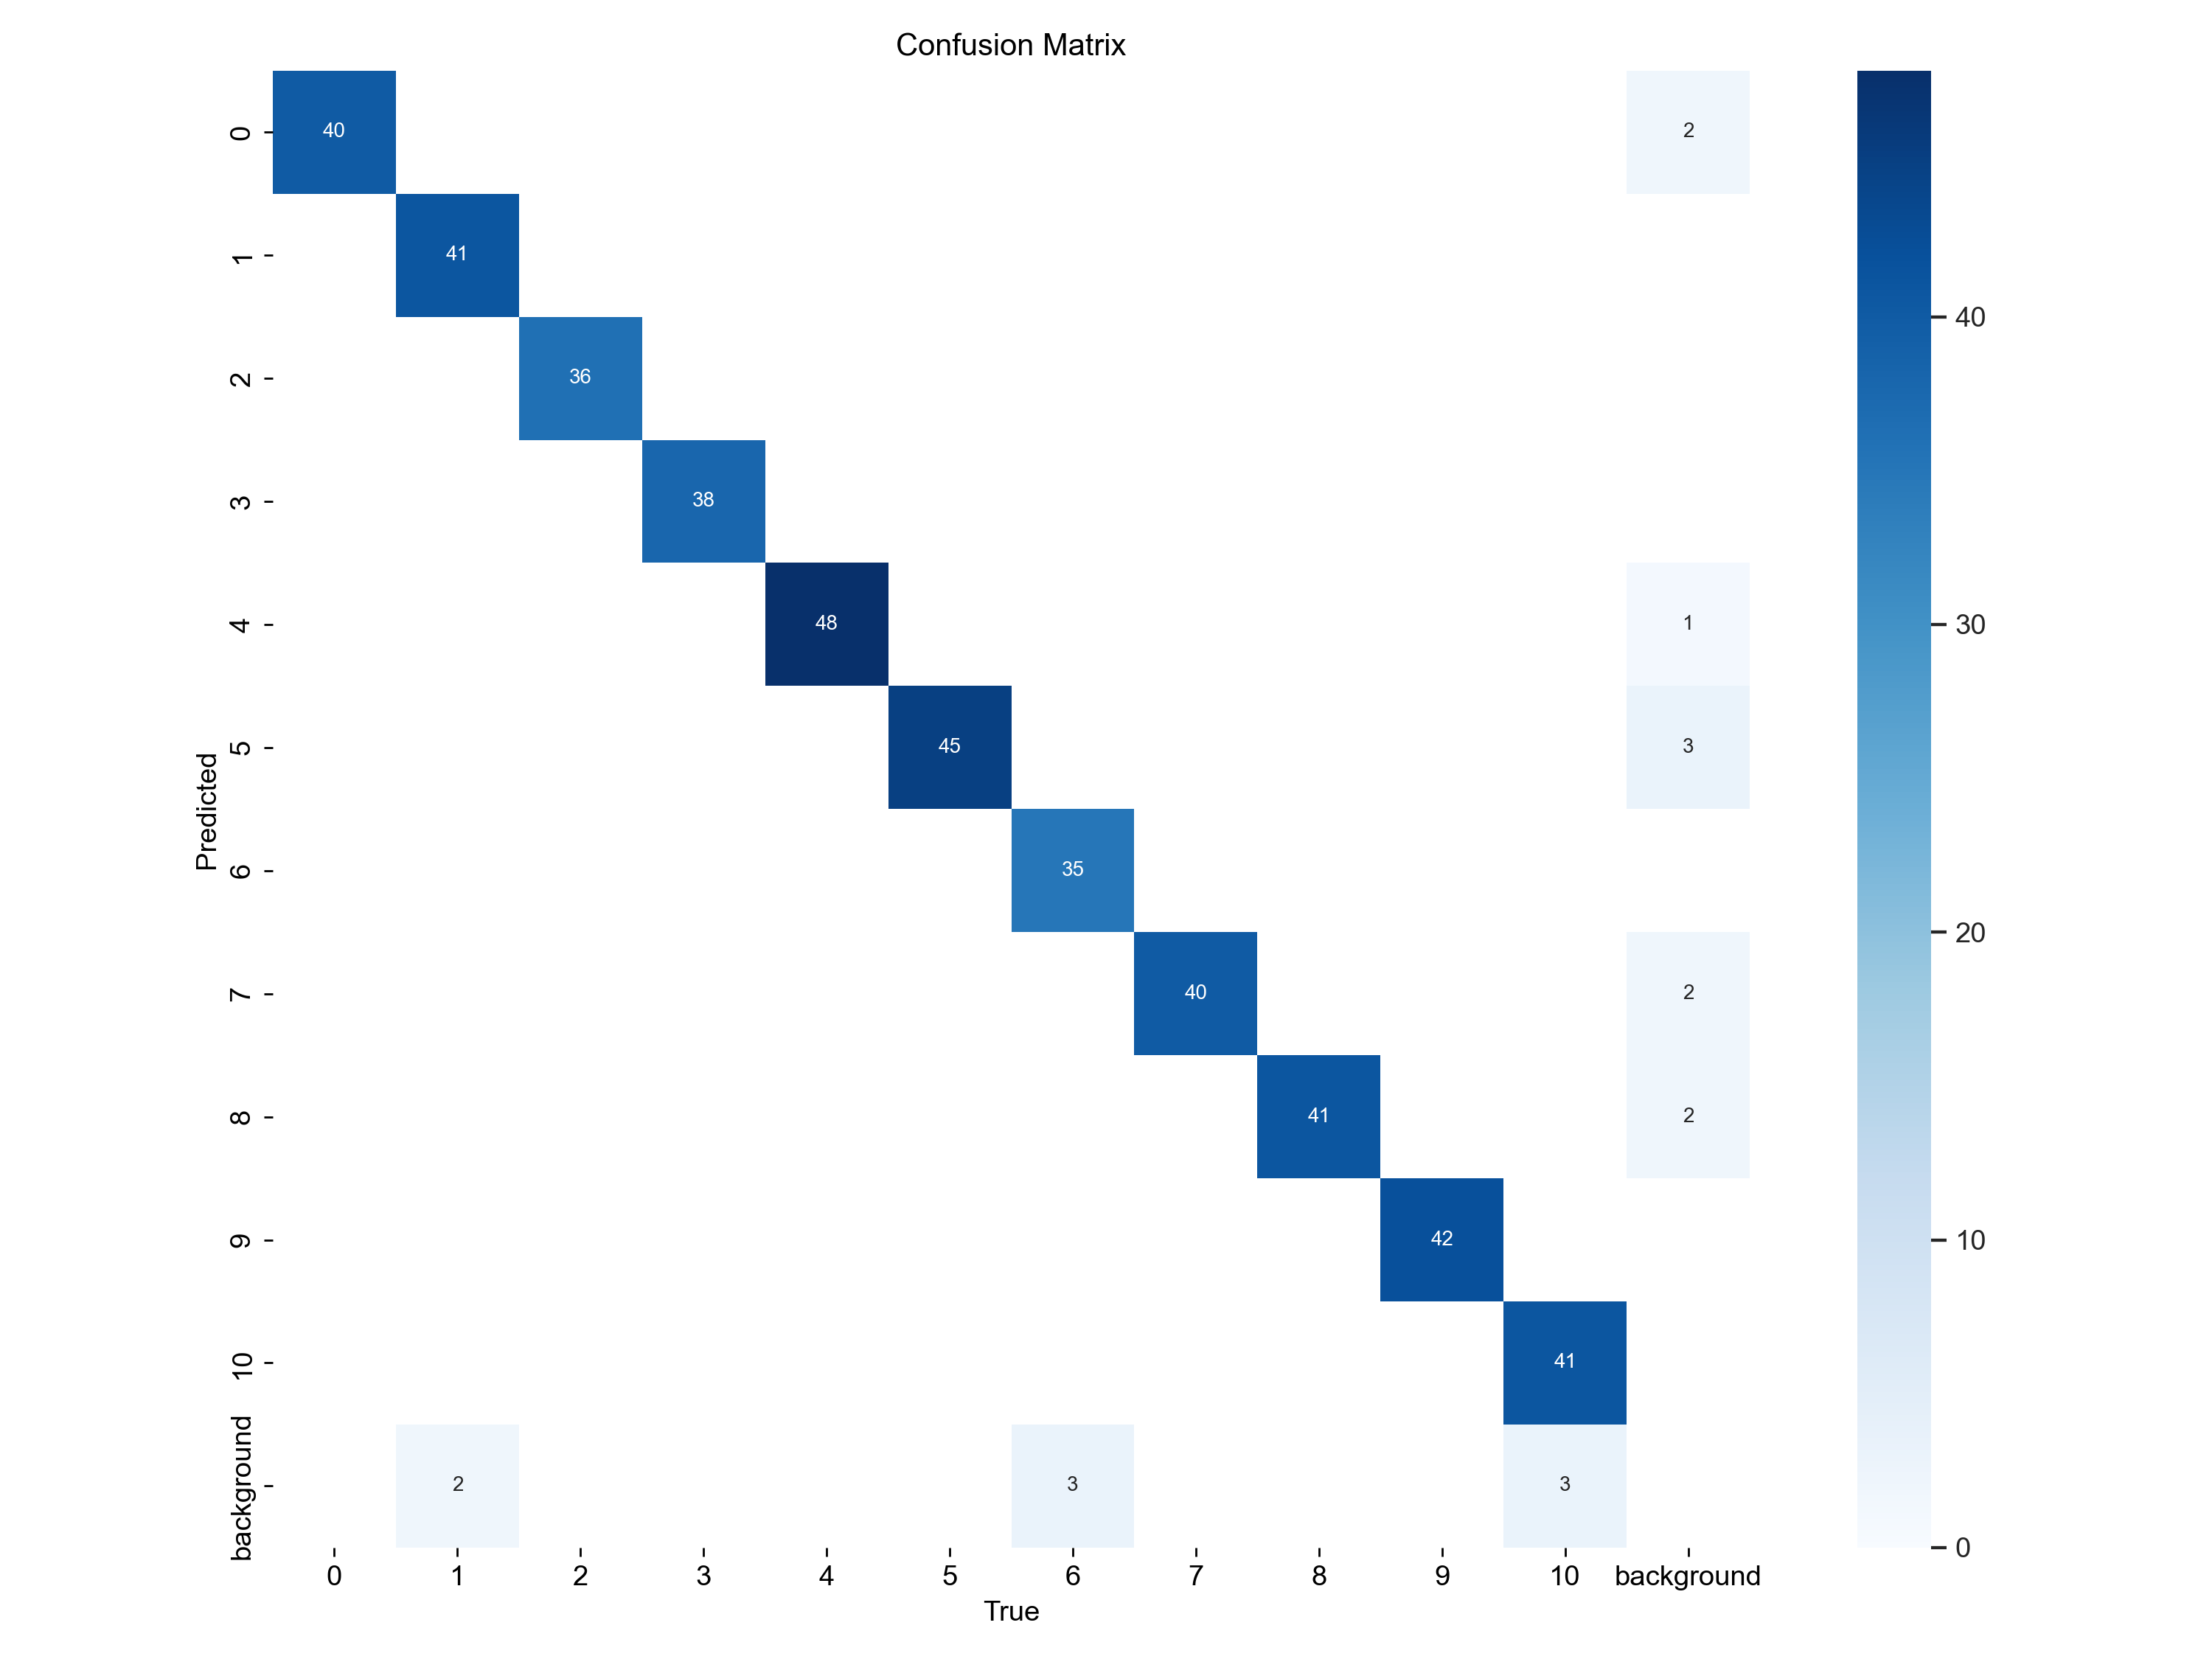 Confusion Matrix
0 40 2
1 41
2 36
3 38
4 48 1
5 45 3
6 35
7 40 2
8 41 2
9 42
10 41
background 2 3 3
Predicted
0 1 2 3 4 5 6 7 8 9 10 background
True
40
30
20
10
0